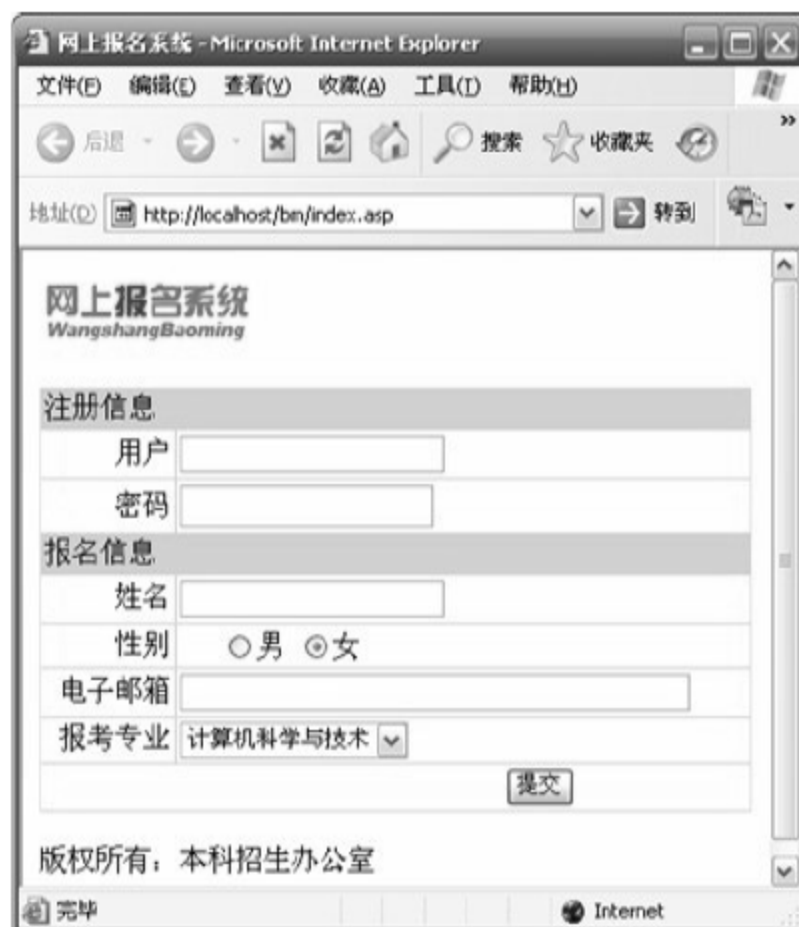 网上报名系统 - Microsoft Internet Explorer
文件(F) 编辑(E) 查看(V) 收藏(A) 工具(T) 帮助(H)
后退 搜索 收藏夹 »
地址(D) http://locahost/bm/index.asp 转到
网上报名系统
WangshangBaoming
注册信息
用户
密码
报名信息
姓名
性别 男 女
电子邮箱
报考专业 计算机科学与技术
提交
版权所有：本科招生办公室
完毕 Internet